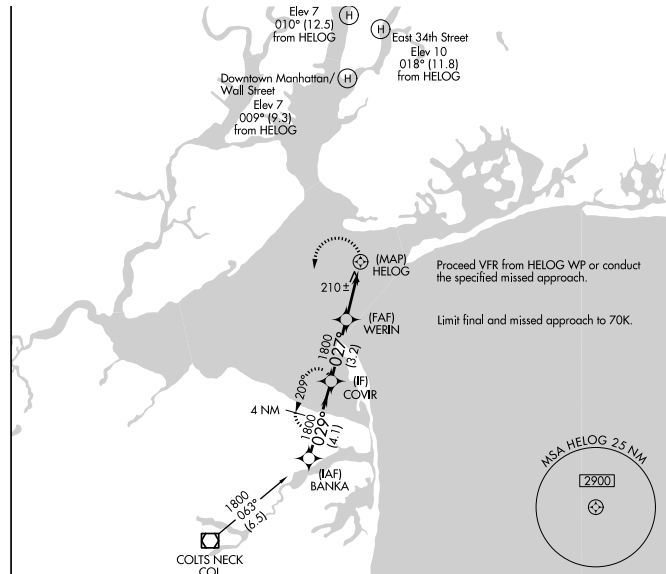 Elev 7
010° (12.5)
from HELOG
H
H
East 34th Street
Elev 10
018° (11.8)
from HELOG
Downtown Manhattan/
Wall Street
H
Elev 7
009° (9.3)
from HELOG
(MAP)
HELOG
Proceed VFR from HELOG WP or conduct
the specified missed approach.
210±
(FAF)
WERIN
Limit final and missed approach to 70K.
1800
027°
(3.2)
(IF)
COVIR
209°
4 NM
1800
029°
(4.1)
(IAF)
BANKA
MSA HELOG 25 NM
2900
1800
063°
(6.5)
COLTS NECK
COL